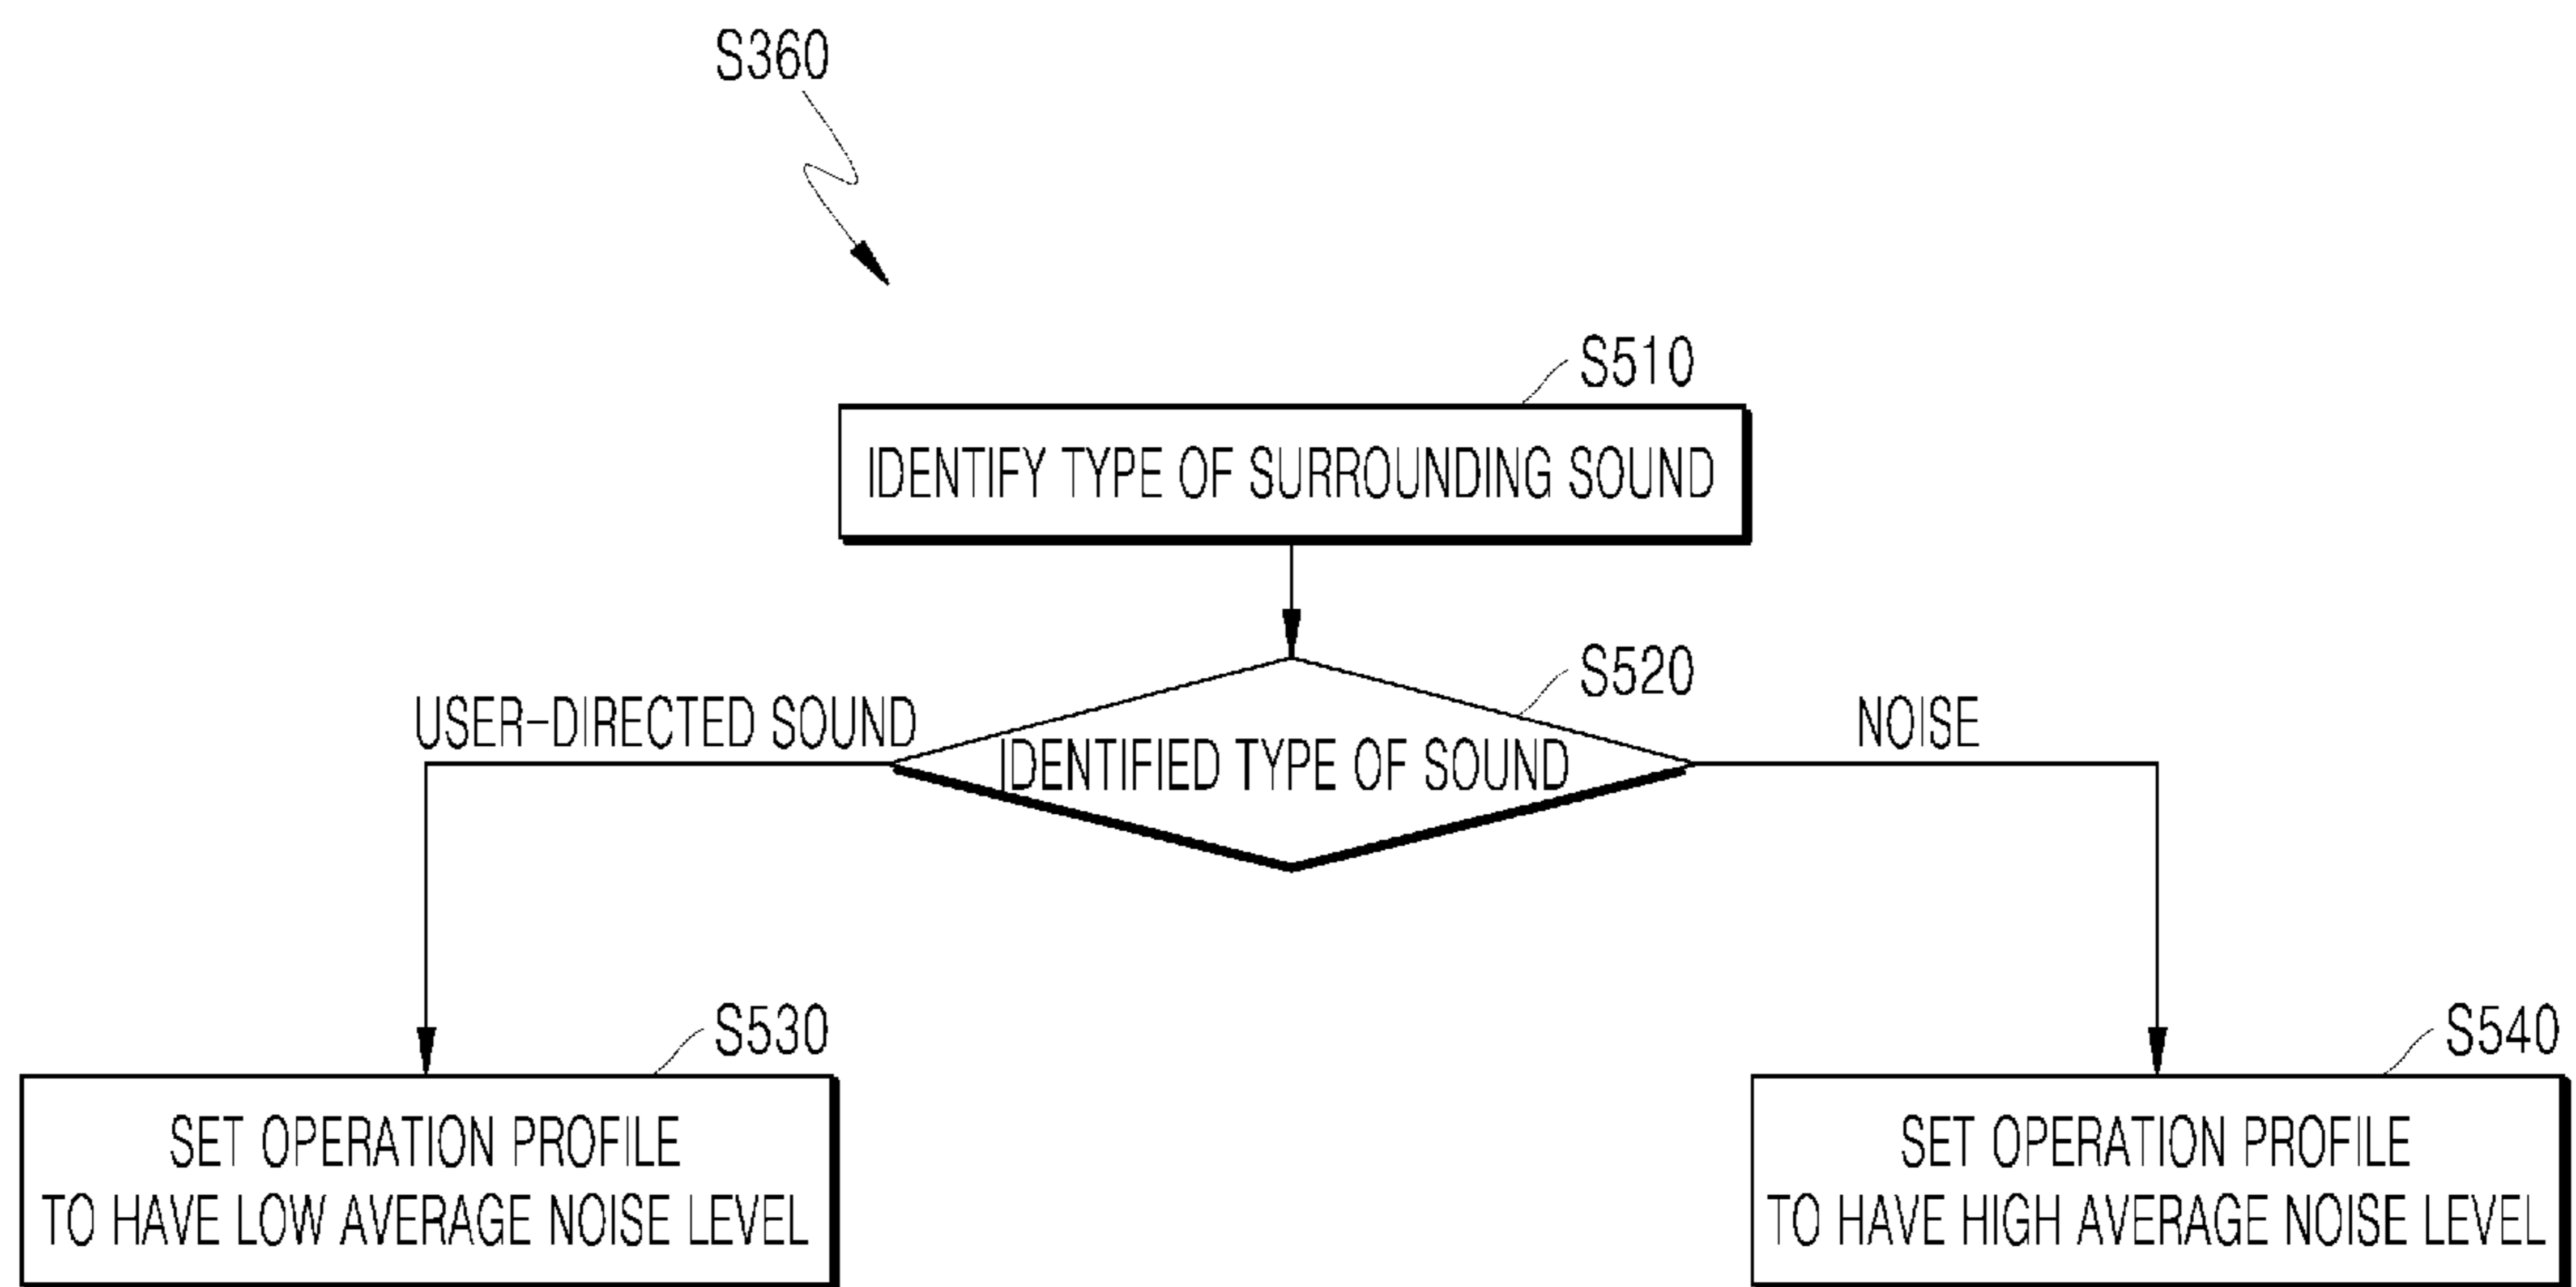 S360
S510
IDENTIFY TYPE OF SURROUNDING SOUND
S520
USER-DIRECTED SOUND
IDENTIFIED TYPE OF SOUND
NOISE
S530
SET OPERATION PROFILE
TO HAVE LOW AVERAGE NOISE LEVEL
S540
SET OPERATION PROFILE
TO HAVE HIGH AVERAGE NOISE LEVEL